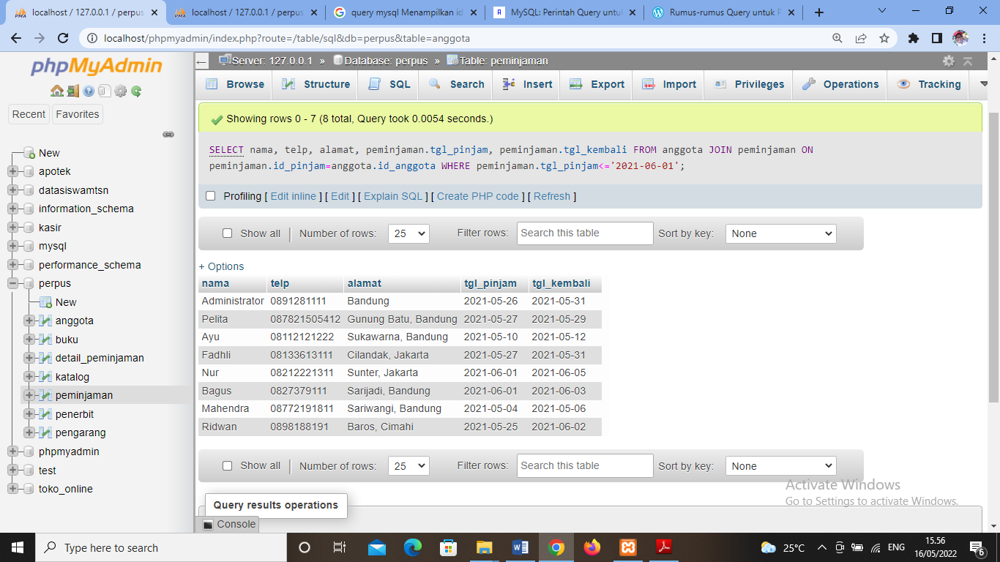 localhost / 127.0.0.1 / perpus
localhost / 127.0.0.1 / perpus
query mysql Menampilkan id
MySQL: Perintah Query untu
Rumus-rumus Query untuk P
localhost/phpmyadmin/index.php?route=/table/sql&db=perpus&table=anggota
phpMyAdmin
Recent
Favorites
New
apotek
datasiswamtsn
information_schema
kasir
mysql
performance_schema
perpus
New
anggota
buku
detail_peminjaman
katalog
peminjaman
penerbit
pengarang
phpmyadmin
test
toko_online
Server: 127.0.0.1 » Database: perpus » Table: peminjaman
Browse Structure SQL Search Insert Export Import Privileges Operations Tracking
Showing rows 0 - 7 (8 total, Query took 0.0054 seconds.)
SELECT nama, telp, alamat, peminjaman.tgl_pinjam, peminjaman.tgl_kembali FROM anggota JOIN peminjaman ON
peminjaman.id_pinjam=anggota.id_anggota WHERE peminjaman.tgl_pinjam<='2021-06-01';
Profiling [ Edit inline ] [ Edit ] [ Explain SQL ] [ Create PHP code ] [ Refresh ]
Show all Number of rows: 25 Filter rows: Search this table Sort by key: None
+ Options
nama telp alamat tgl_pinjam tgl_kembali
Administrator 0891281111 Bandung 2021-05-26 2021-05-31
Pelita 087821505412 Gunung Batu, Bandung 2021-05-27 2021-05-29
Ayu 08112121222 Sukawarna, Bandung 2021-05-10 2021-05-12
Fadhli 08133613111 Cilandak, Jakarta 2021-05-27 2021-05-31
Nur 08212221311 Sunter, Jakarta 2021-06-01 2021-06-05
Bagus 0827379111 Sarijadi, Bandung 2021-06-01 2021-06-03
Mahendra 08772191811 Sariwangi, Bandung 2021-05-04 2021-05-06
Ridwan 0898188191 Baros, Cimahi 2021-05-25 2021-06-02
Show all Number of rows: 25 Filter rows: Search this table Sort by key: None
Query results operations
Console
Activate Windows
Go to Settings to activate Windows.
Type here to search
25°C
ENG
15.56
16/05/2022
6